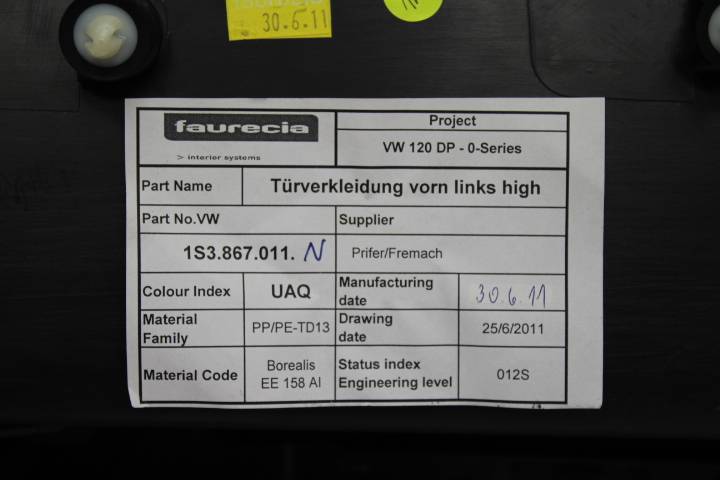 30.6.11
faurecia
> interior systems
Project
VW 120 DP - 0-Series
Part Name
Türverkleidung vorn links high
Part No.VW
Supplier
1S3.867.011. N
Prifer/Fremach
Colour Index
UAQ
Manufacturing
date
30.6.11
Material
Family
PP/PE-TD13
Drawing
date
25/6/2011
Material Code
Borealis
EE 158 AI
Status index
Engineering level
012S